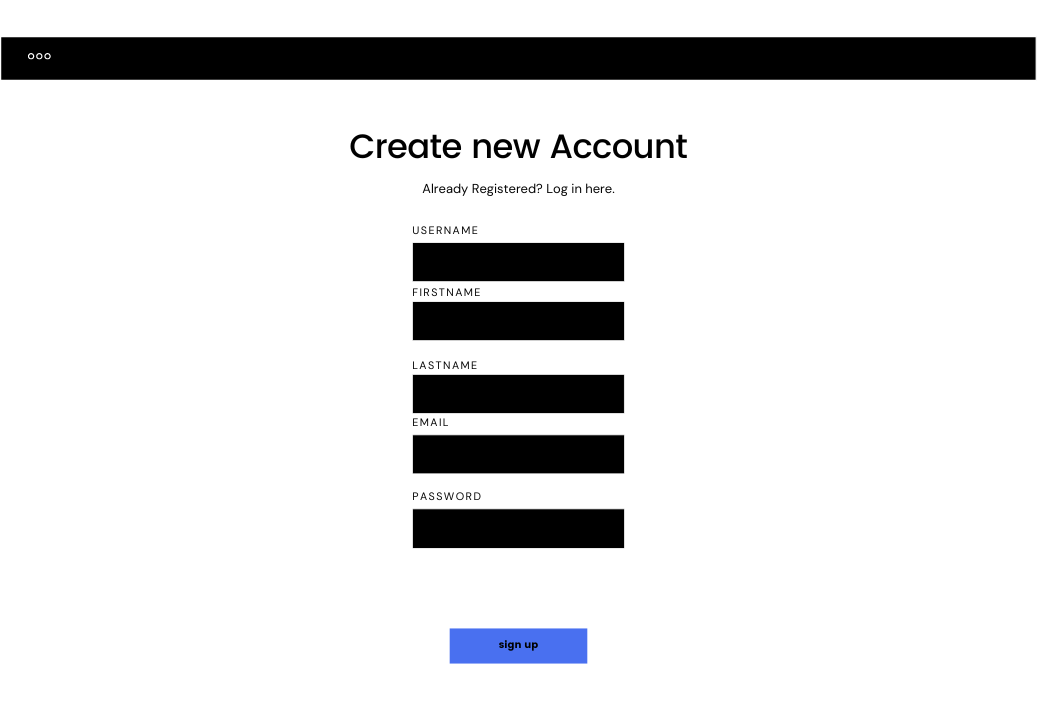 Create new Account
Already Registered? Log in here.
USERNAME
FIRSTNAME
LASTNAME
EMAIL
PASSWORD
sign up